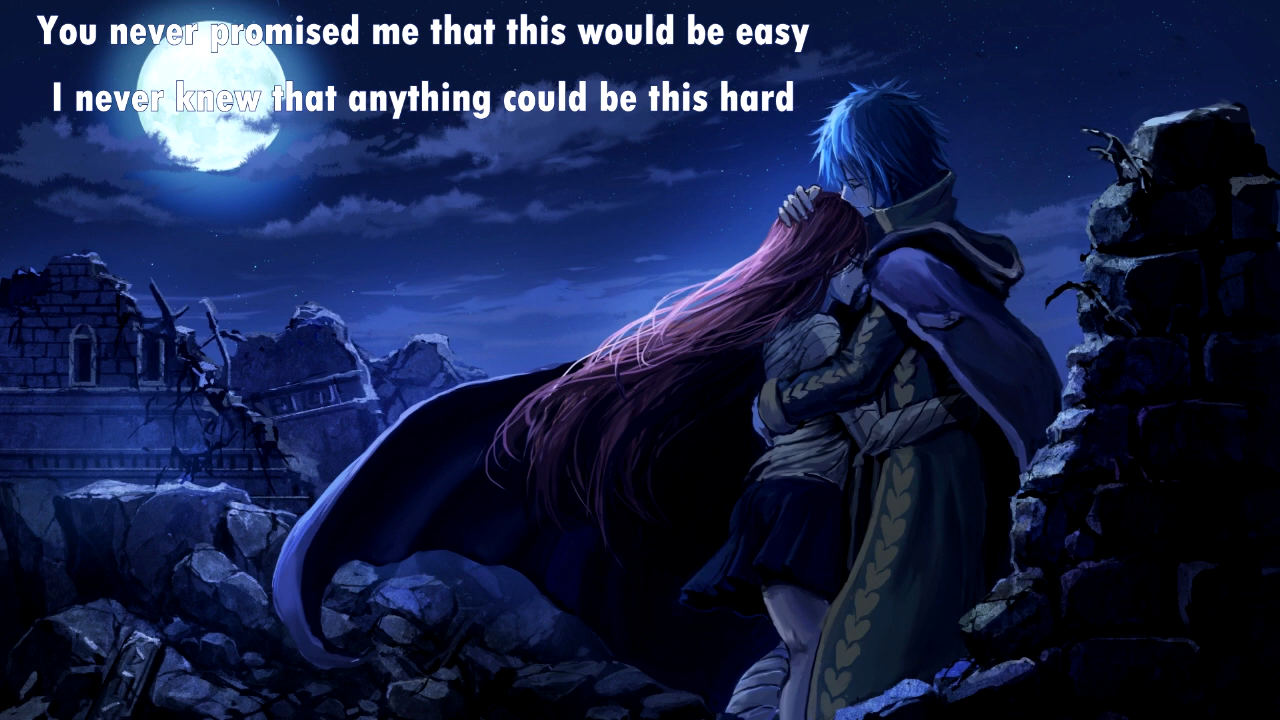 You never promised me that this would be easy
I never knew that anything could be this hard